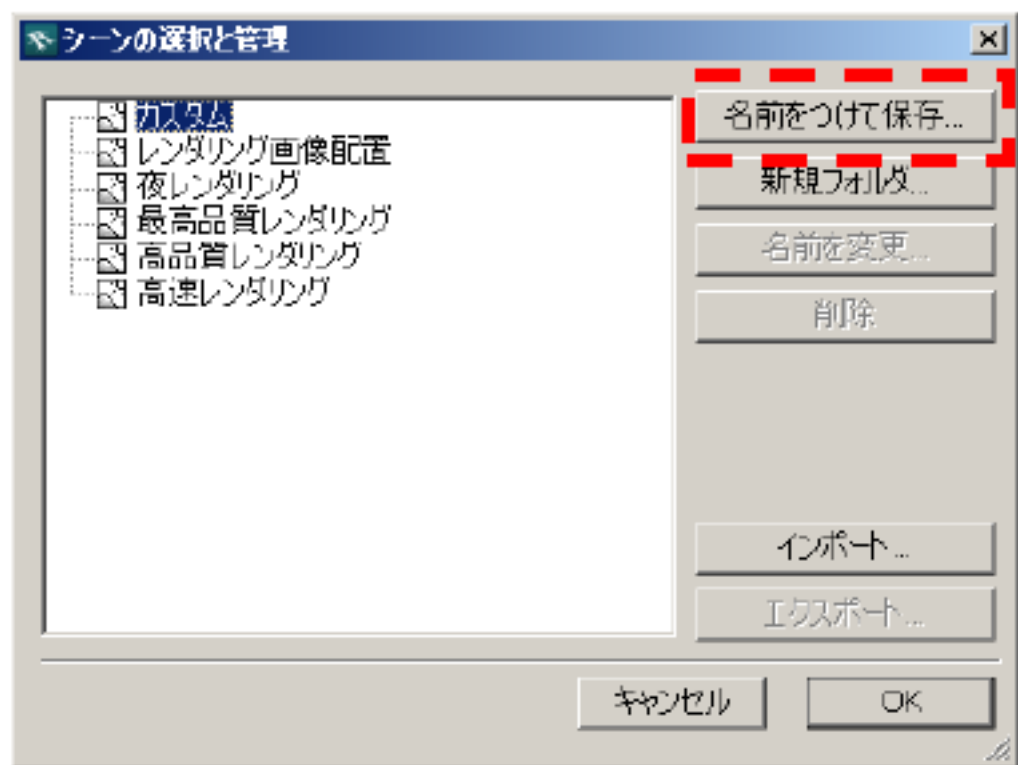 シーンの選択と管理
カスタム
レンダリング画像配置
夜レンダリング
最高品質レンダリング
高品質レンダリング
高速レンダリング
名前をつけて保存...
新規フォルダ...
名前を変更...
削除
インポート...
エクスポート...
キャンセル
OK